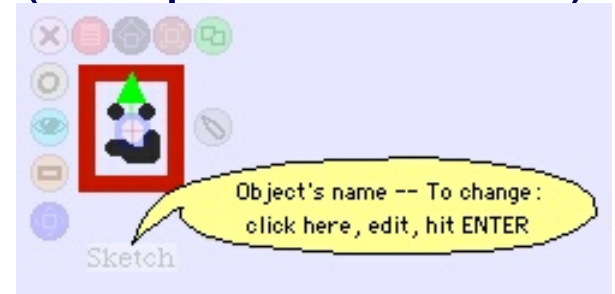 Object's name -- To change:
click here, edit, hit ENTER
Sketch